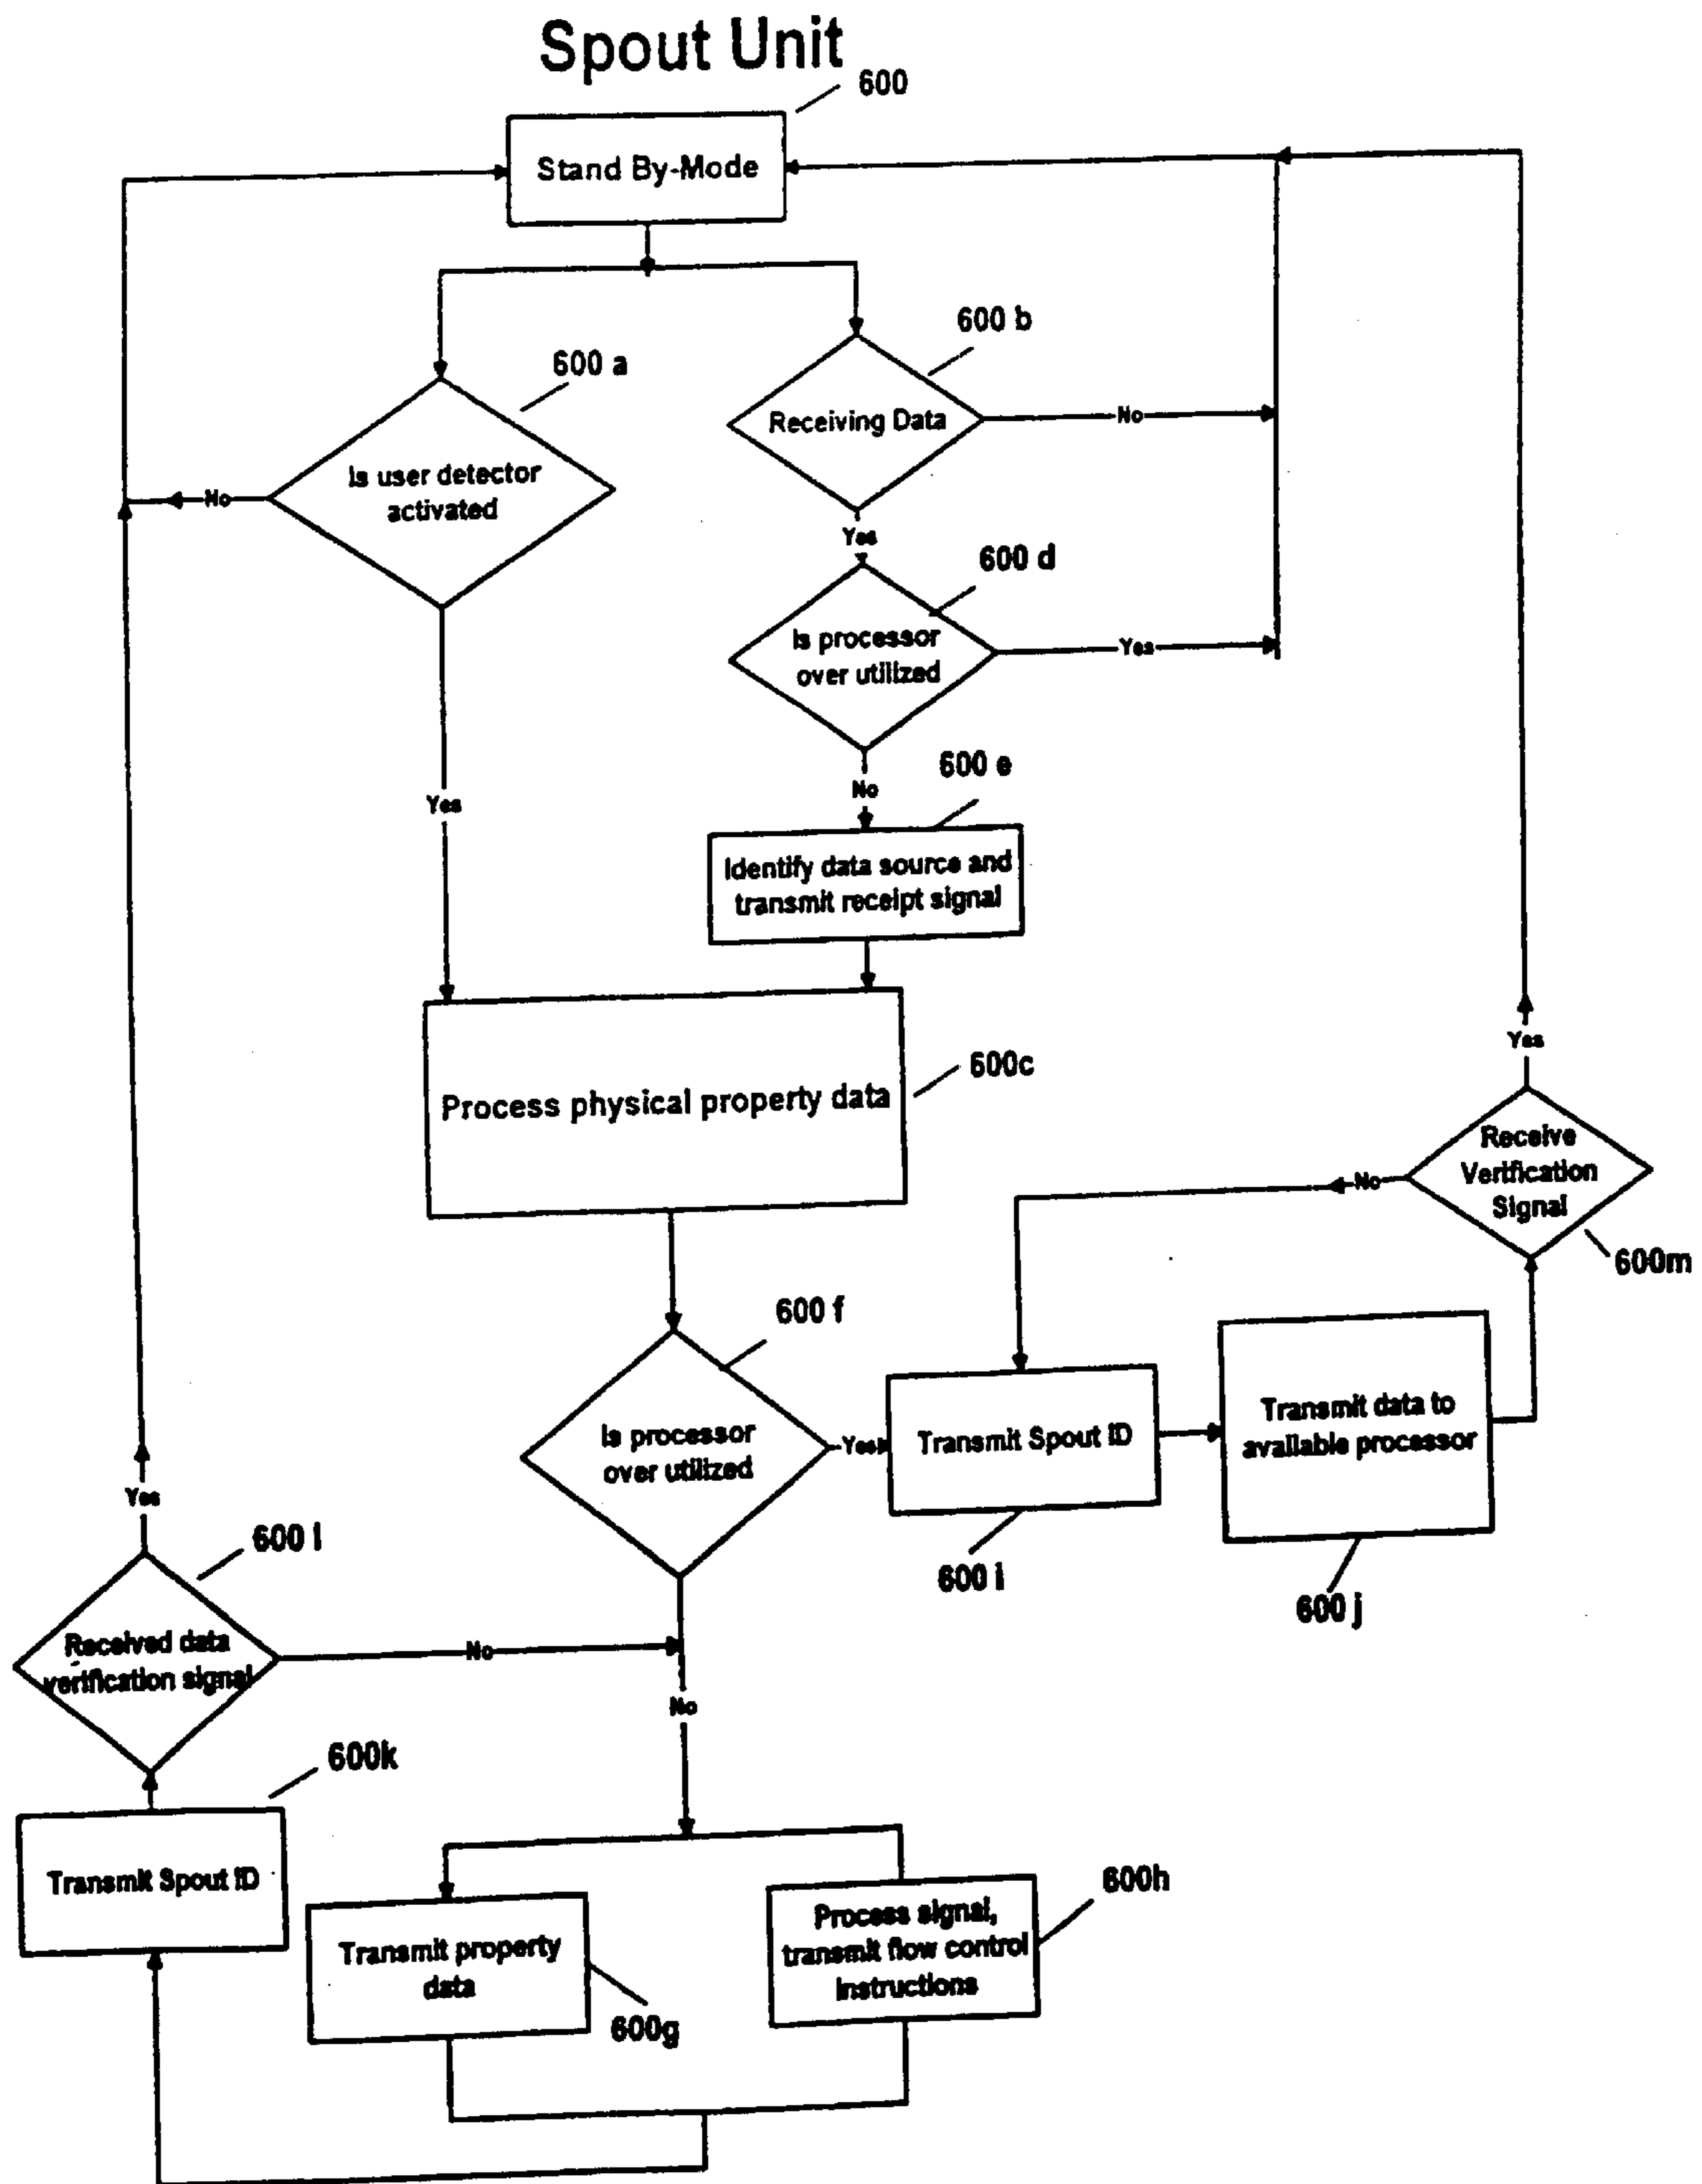 Spout Unit
600
Stand By-Mode
600 b
600 a
Receiving Data
No
Is user detector
activated
No
Yes
600 d
Is processor
over utilized
Yes
600 e
No
Yes
Identify data source and
transmit receipt signal
Yes
600c
Process physical property data
Receive
Verification
Signal
No
600m
600 f
Is processor
over utilized
Yes
Transmit Spout ID
Transmit data to
available processor
Yes
600 l
600 i
600 j
Received data
verification signal
No
No
600k
Transmit Spout ID
600h
Process signal,
transmit flow control
instructions
Transmit property
data
600g